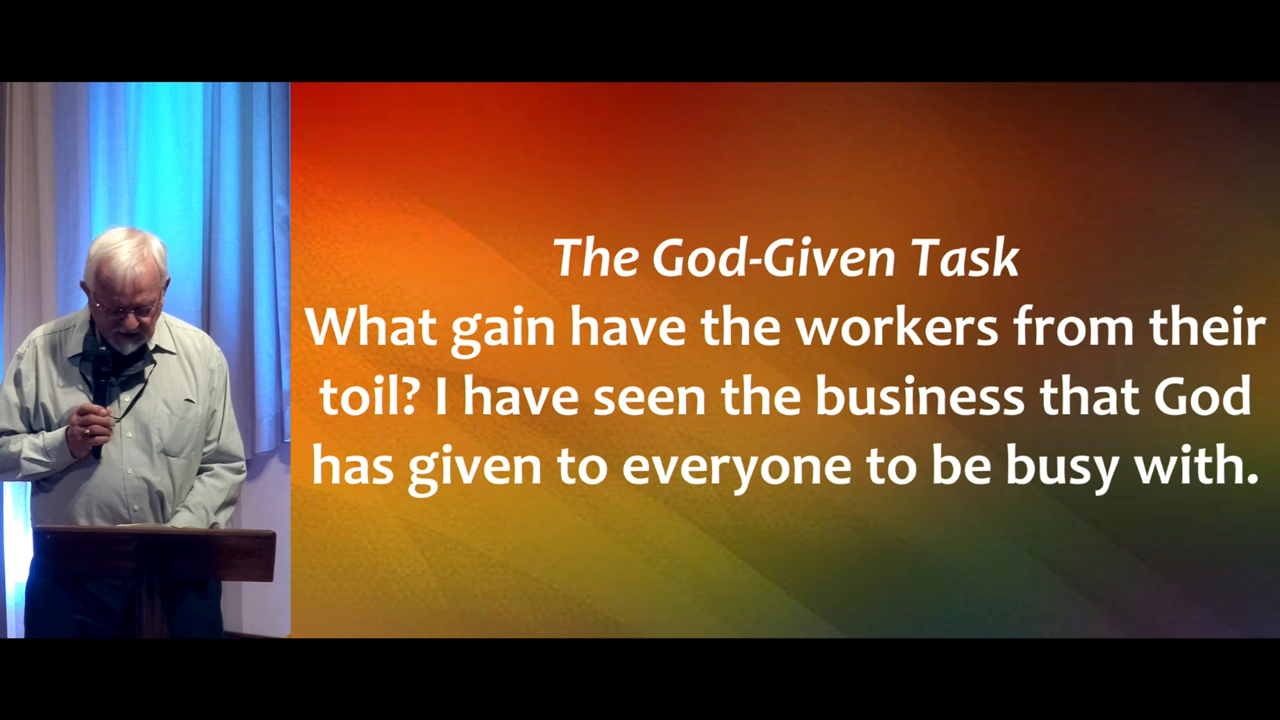 The God-Given Task
What gain have the workers from their
toil? I have seen the business that God
has given to everyone to be busy with.